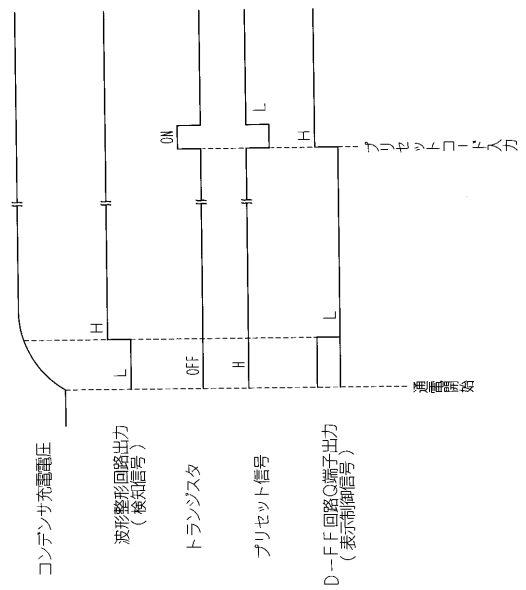 コンデンサ充電電圧
波形整形回路出力
(検知信号)
L
H
トランジスタ
OFF
ON
プリセット信号
H
L
D-FF回路Q端子出力
(表示制御信号)
L
H
通電開始
プリセットコード入力